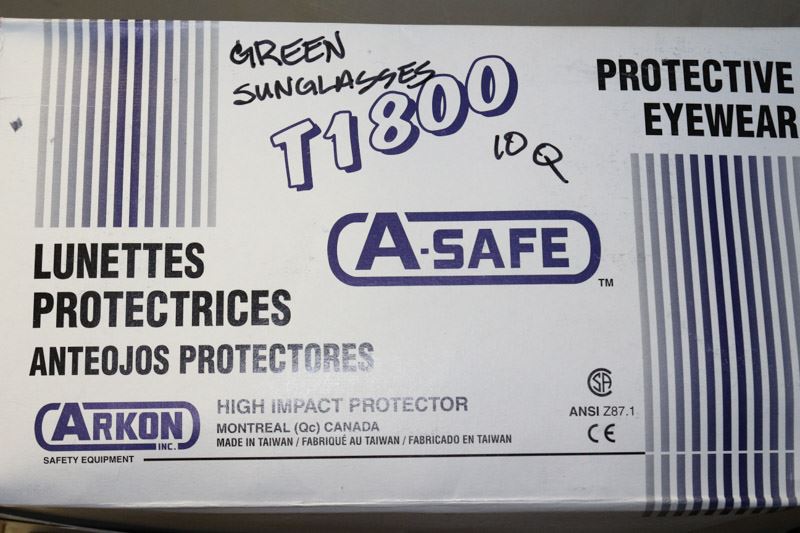 GREEN
SUNGLASSES
T1800
10 Q
PROTECTIVE
EYEWEAR
A-SAFE
TM
LUNETTES
PROTECTRICES
ANTEOJOS PROTECTORES
ARKON
INC.
SAFETY EQUIPMENT
HIGH IMPACT PROTECTOR
MONTREAL (Qc) CANADA
MADE IN TAIWAN / FABRIQUÉ AU TAIWAN / FABRICADO EN TAIWAN
SA
ANSI Z87.1
CE